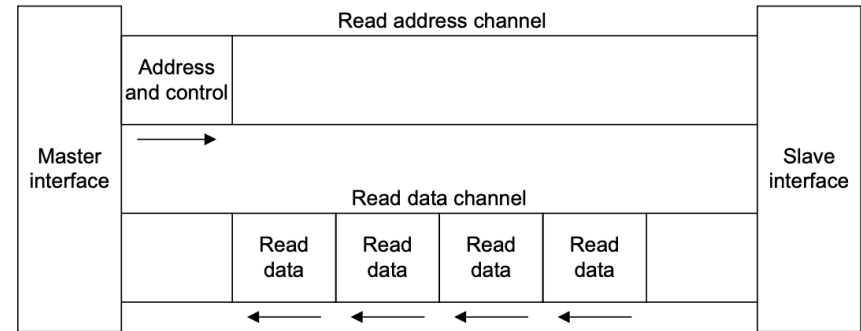 Read address channel
Address
and control
Master
interface
Slave
interface
Read data channel
Read
data
Read
data
Read
data
Read
data